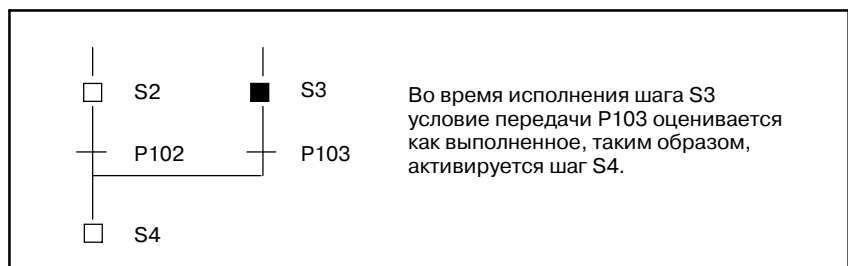 S2
S3
P102
P103
S4
Во время исполнения шага S3
условие передачи P103 оценивается
как выполненное, таким образом,
активируется шаг S4.